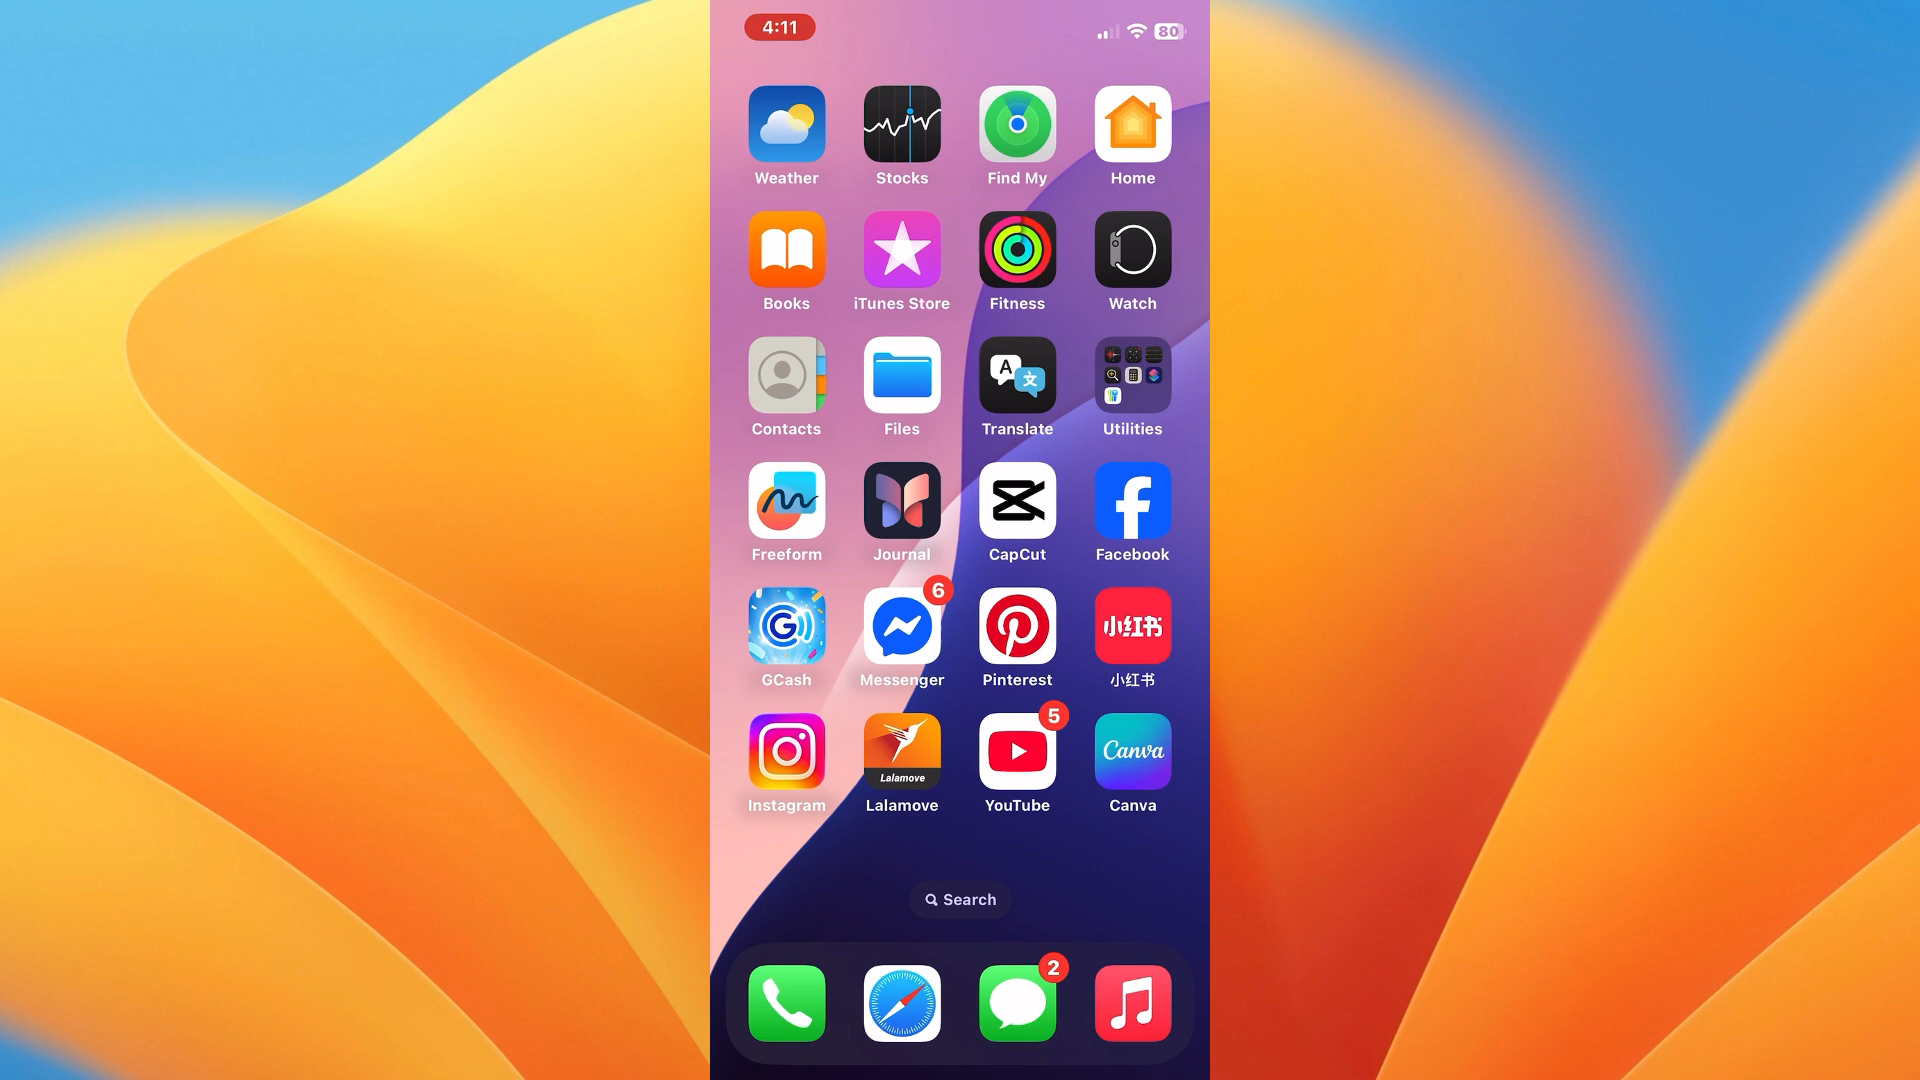 4:11
80
Weather Stocks Find My Home
Books iTunes Store Fitness Watch
A 文
Contacts Files Translate Utilities
Freeform Journal CapCut Facebook
6
G 小红书
GCash Messenger Pinterest 小红书
5
Lalamove Canva
Instagram Lalamove YouTube Canva
Search
2